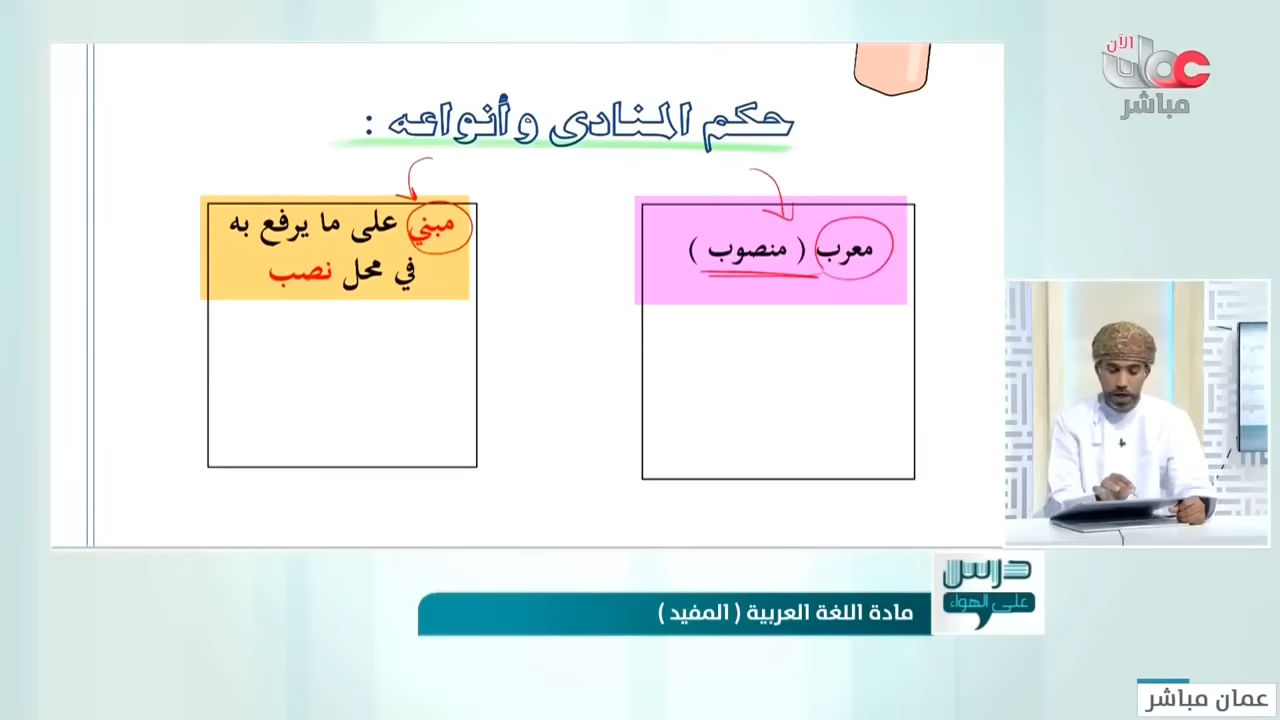 الآن
عمان
مباشر
حكم المنادى وأنواعه :
معرب ( منصوب )
مبني على ما يرفع به
في محل نصب
درس
على الهواء
مادة اللغة العربية ( المفيد )
عمان مباشر